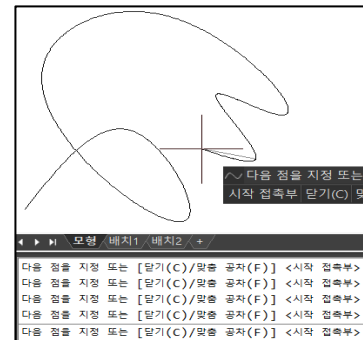 다음 점을 지정 또는
시작 접촉부 닫기(C)
모형 배치1 배치2 +
다음 점을 지정 또는 [닫기(C)/맞춤 공차(F)] <시작 접촉부>
다음 점을 지정 또는 [닫기(C)/맞춤 공차(F)] <시작 접촉부>
다음 점을 지정 또는 [닫기(C)/맞춤 공차(F)] <시작 접촉부>
다음 점을 지정 또는 [닫기(C)/맞춤 공차(F)] <시작 접촉부>
다음 점을 지정 또는 [닫기(C)/맞춤 공차(F)] <시작 접촉부>